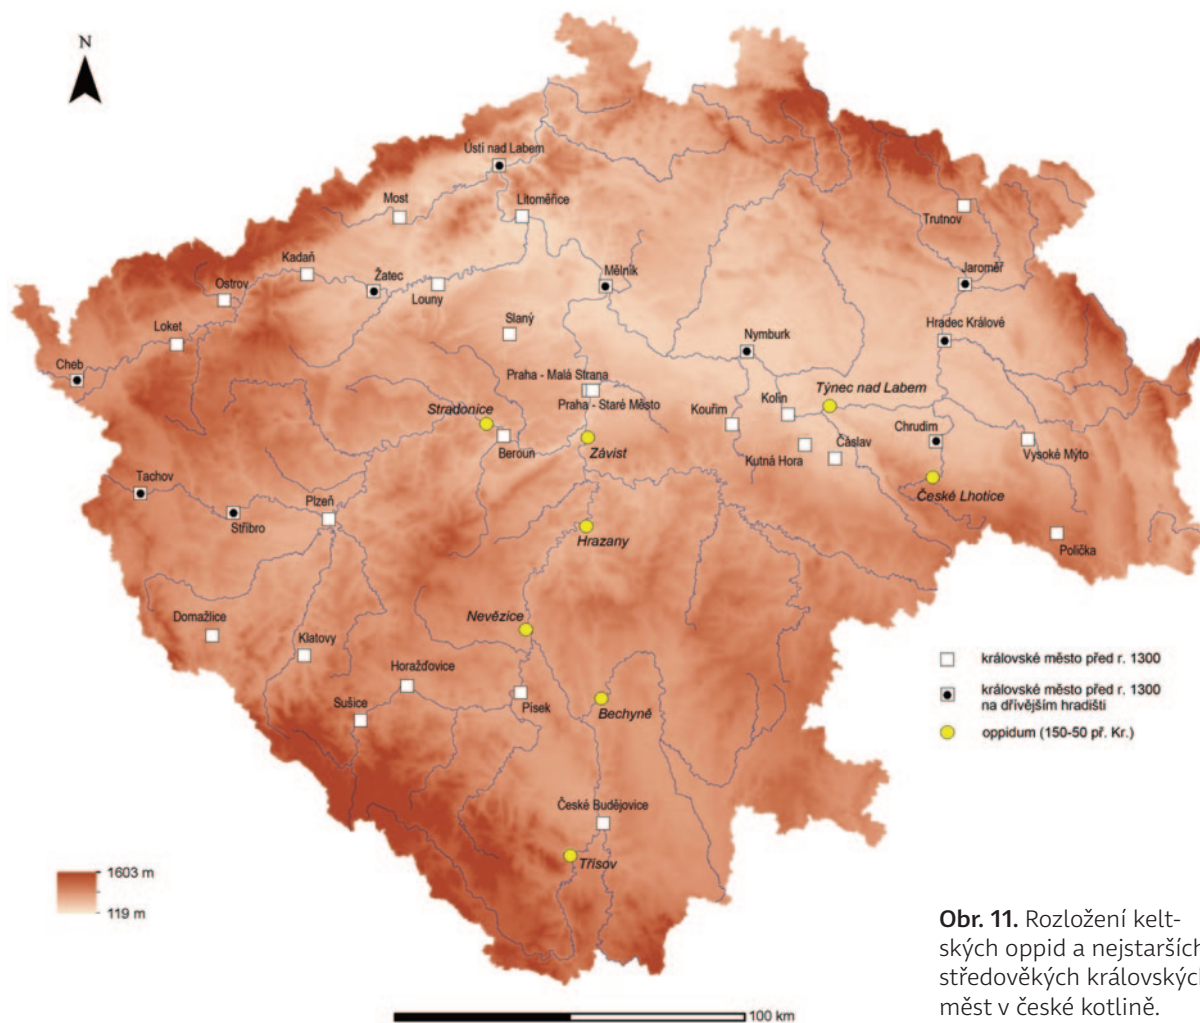 N
Ústí nad Labem
Most
Litoměřice
Trutnov
Kadaň
Žatec
Mělník
Jaroměř
Ostrov
Louny
Loket
Slaný
Nymburk
Hradec Králové
Cheb
Praha - Malá Strana
Týnec nad Labem
Stradonice
Praha - Staré Město
Kouřim
Kolín
Chrudim
Beroun
Závist
Kutná Hora
Čáslav
Vysoké Mýto
Tachov
Plzeň
České Lhotice
Stříbro
Hrazany
Polička
Domažlice
Nevězice
Klatovy
Horažďovice
Sušice
Písek
Bechyně
České Budějovice
Třísov
královské město před r. 1300
královské město před r. 1300
na dřívějším hradišti
oppidum (150-50 př. Kr.)
1603 m
119 m
100 km
Obr. 11. Rozložení kelt-
ských oppid a nejstarších
středověkých královských
měst v české kotlině.